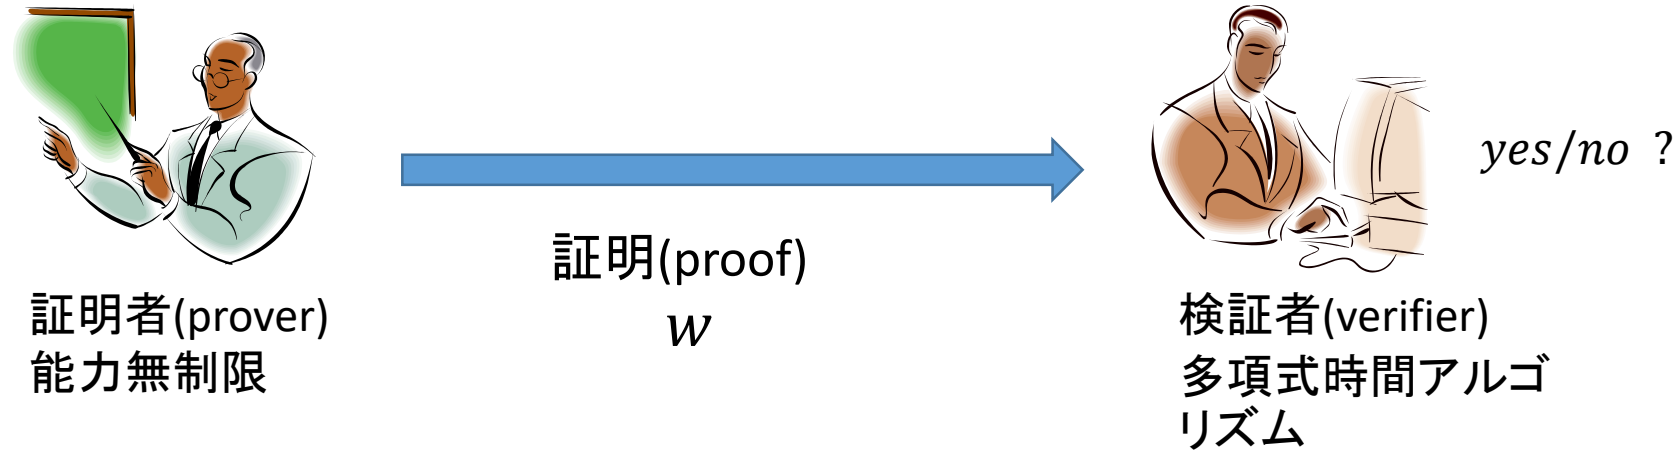 証明者(prover)
能力無制限
証明(proof)
w
検証者(verifier)
多項式時間アルゴ
リズム
yes/no ?